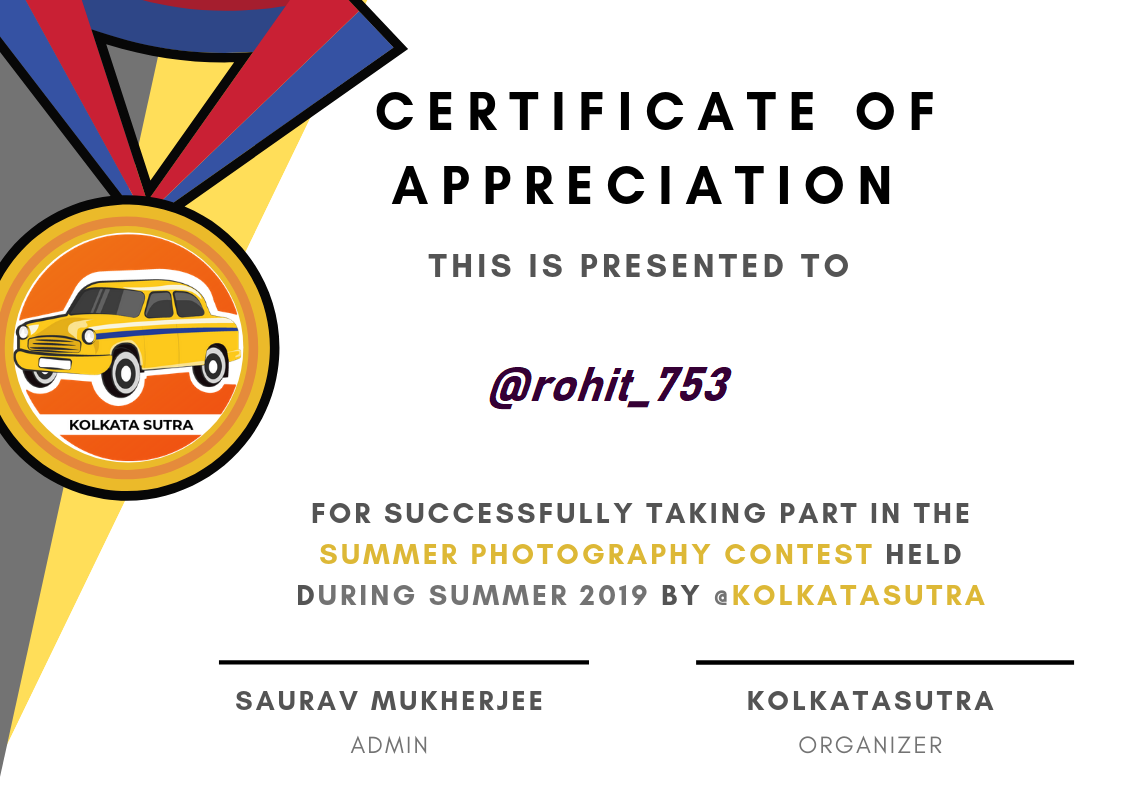 CERTIFICATE OF
APPRECIATION
THIS IS PRESENTED TO
@rohit_753
KOLKATA SUTRA
FOR SUCCESSFULLY TAKING PART IN THE
SUMMER PHOTOGRAPHY CONTEST HELD
DURING SUMMER 2019 BY @KOLKATASUTRA
SAURAV MUKHERJEE
ADMIN
KOLKATASUTRA
ORGANIZER